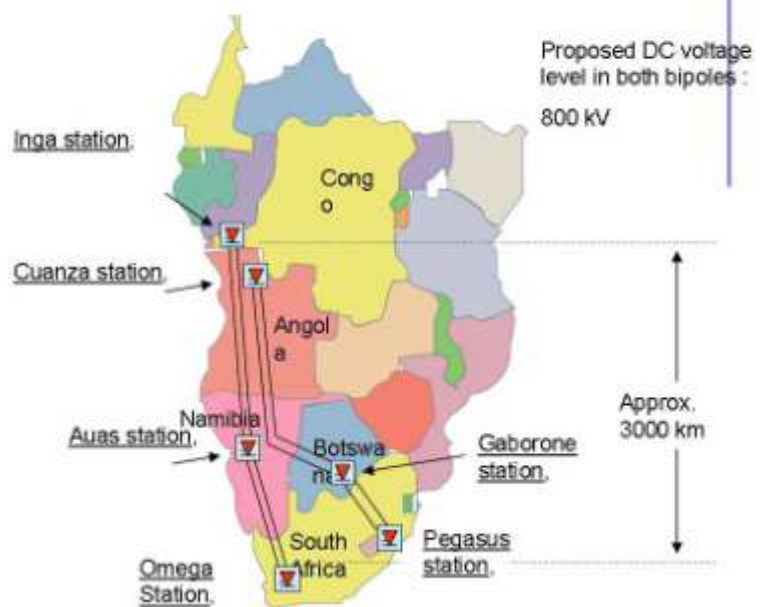 Proposed DC voltage
level in both bipoles :
800 kV
Inga station,
Cong
o
Cuanza station,
Angol
a
Approx.
3000 km
Namibia
Auas station,
Botswa
na
Gaborone
station,
South
Africa
Pegasus
station,
Omega
Station,